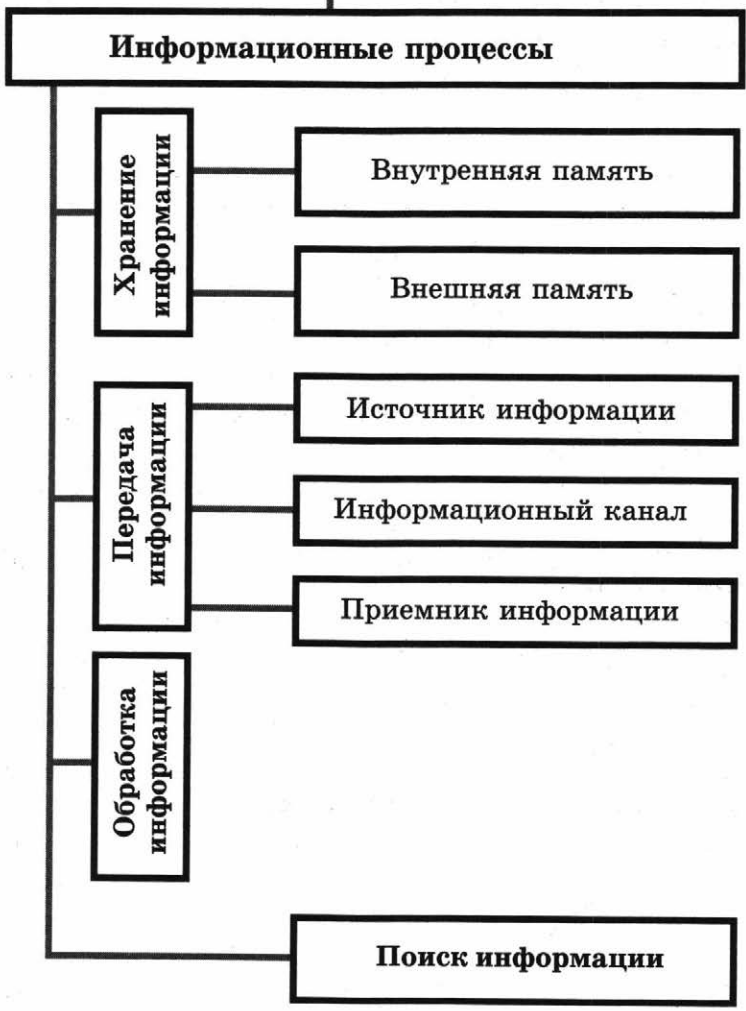 Информационные процессы
Хранение
информации
Внутренняя память
Внешняя память
Передача
информации
Источник информации
Информационный канал
Приемник информации
Обработка
информации
Поиск информации